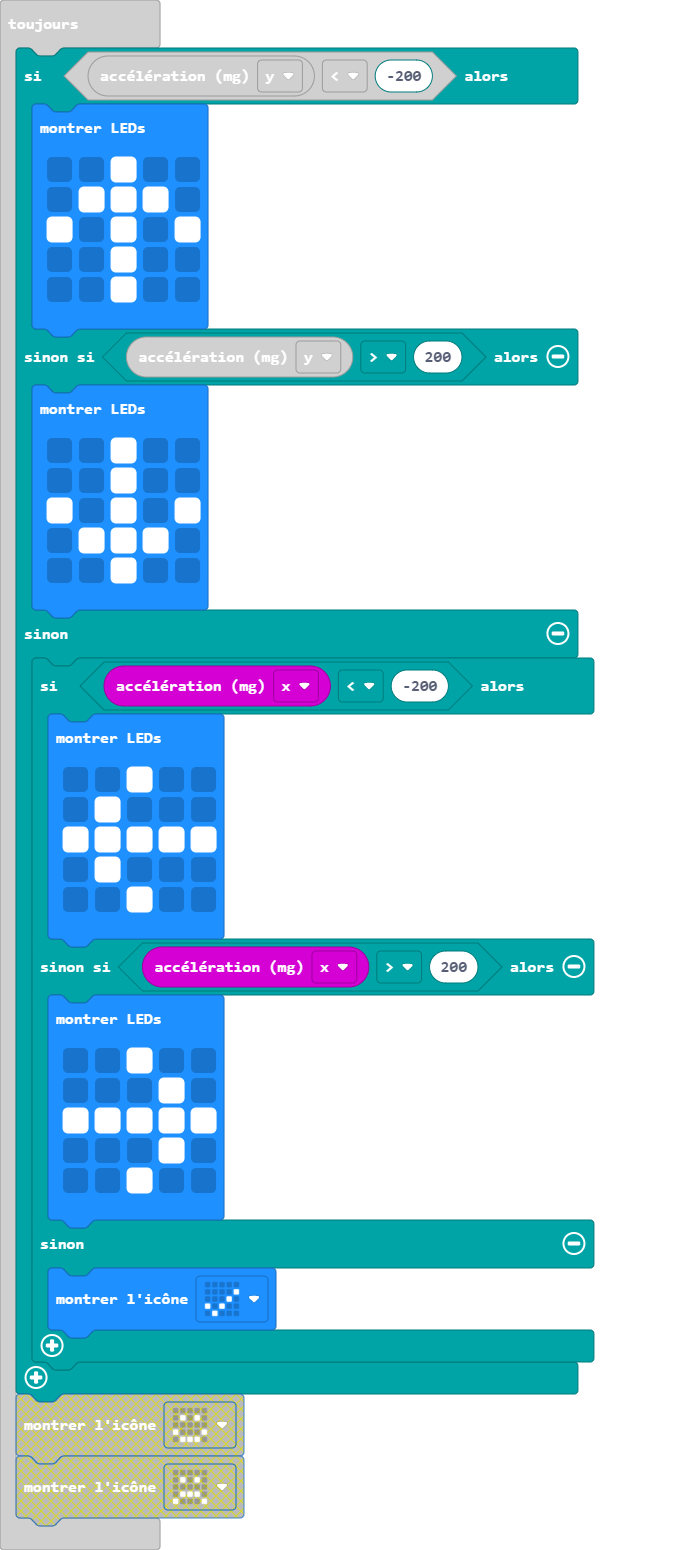 toujours
si accélération (mg) y < -200 alors
montrer LEDs
sinon si accélération (mg) y > 200 alors
montrer LEDs
sinon
si accélération (mg) x < -200 alors
montrer LEDs
sinon si accélération (mg) x > 200 alors
montrer LEDs
sinon
montrer l'icône
montrer l'icône
montrer l'icône